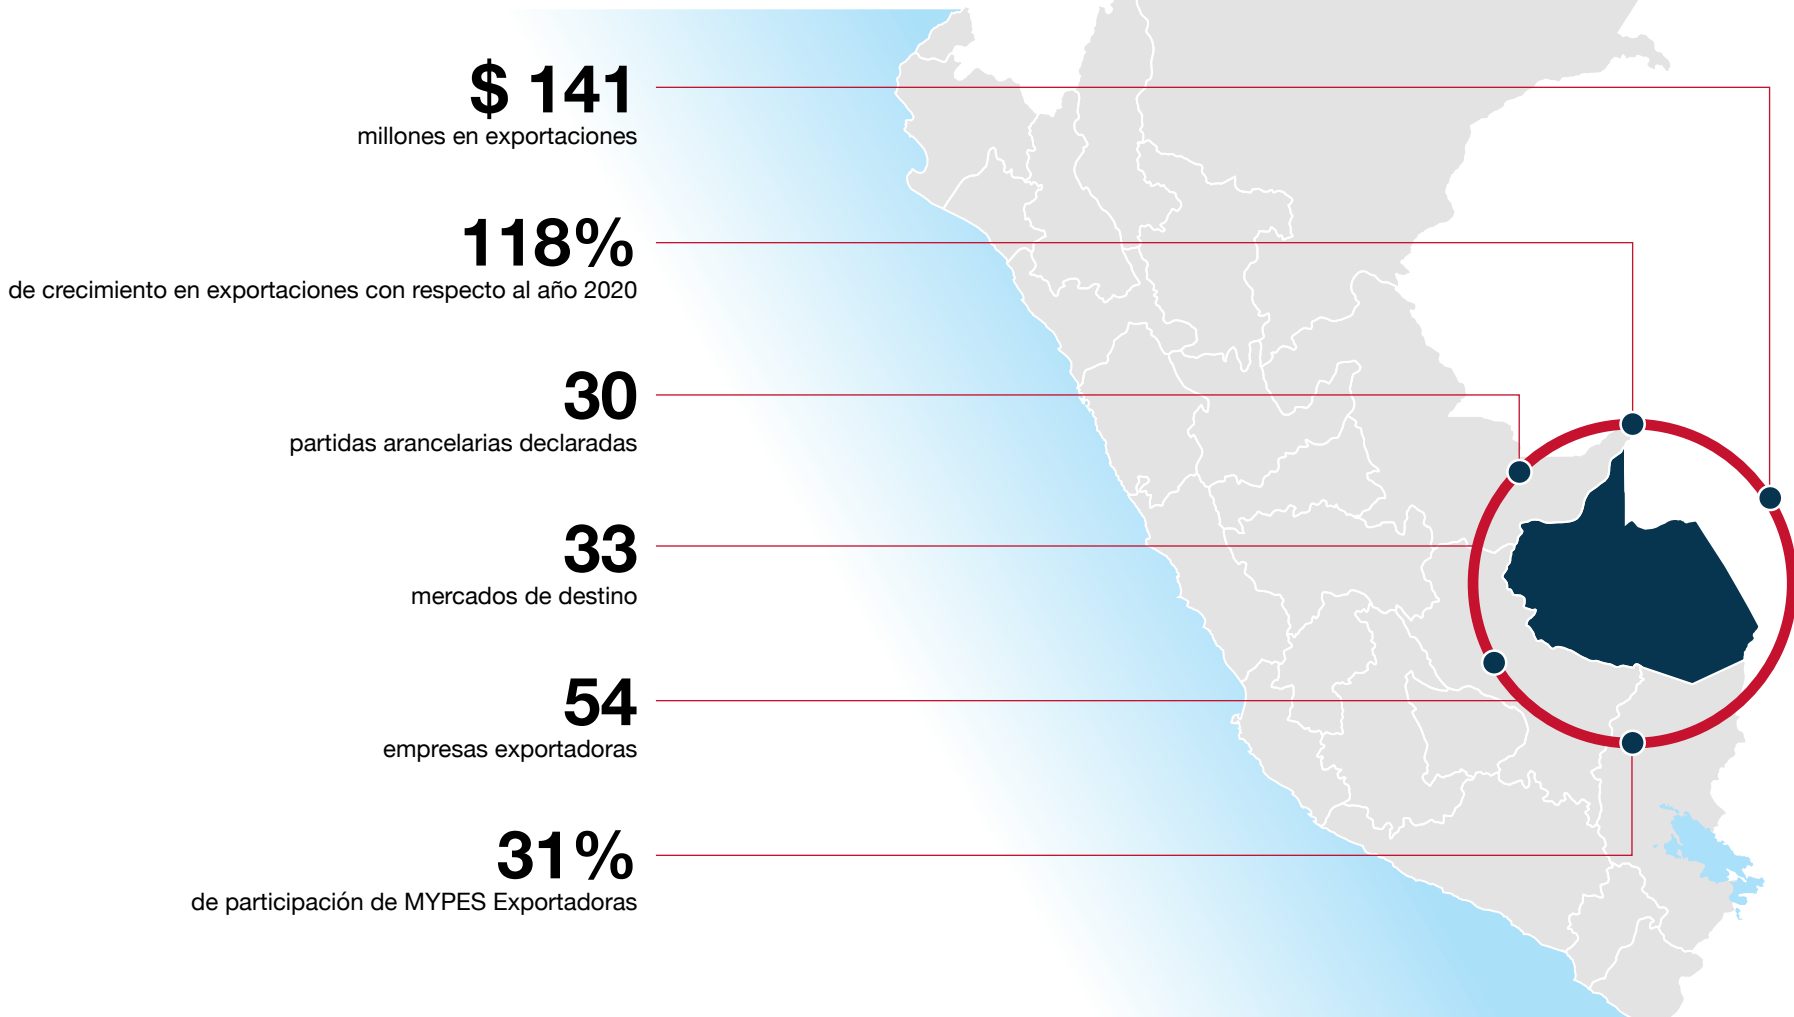 $ 141
millones en exportaciones
118%
de crecimiento en exportaciones con respecto al año 2020
30
partidas arancelarias declaradas
33
mercados de destino
54
empresas exportadoras
31%
de participación de MYPES Exportadoras